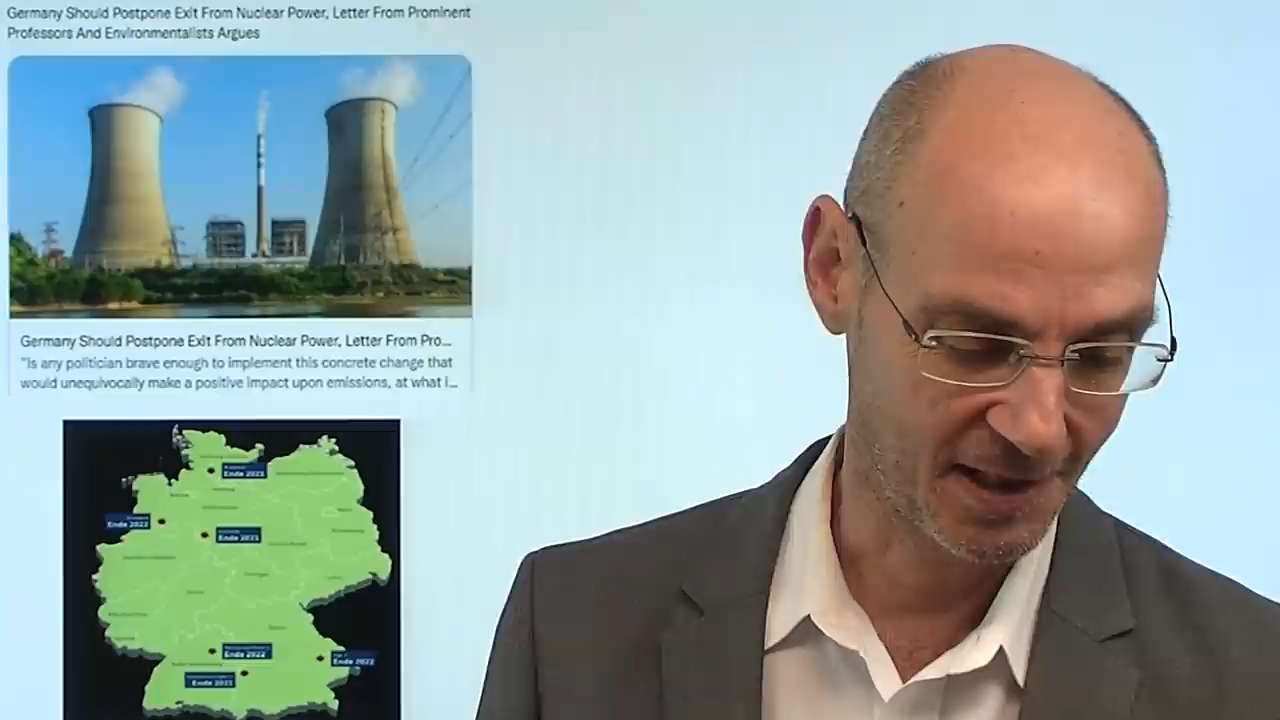 Germany Should Postpone Exit From Nuclear Power, Letter From Prominent
Professors And Environmentalists Argues
Germany Should Postpone Exit From Nuclear Power, Letter From Pro...
"Is any politician brave enough to implement this concrete change that
would unequivocally make a positive impact upon emissions, at what I...
Ende 2021
Ende 2022
Ende 2021
Ende 2022
Ende 2022
Ende 2021